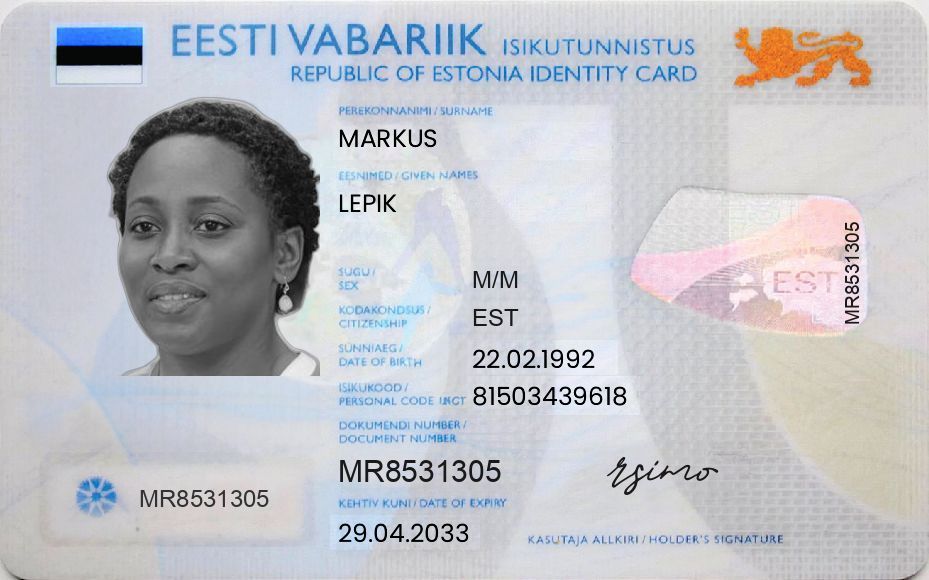 EESTI VABARIIK ISIKUTUNNISTUS
REPUBLIC OF ESTONIA IDENTITY CARD
PEREKONNANIMI / SURNAME
MARKUS
EESNIMED / GIVEN NAMES
LEPIK
SUGU /
SEX
M/M
KODAKONDSUS /
CITIZENSHIP
EST
SÜNNIAEG /
DATE OF BIRTH
22.02.1992
ISIKUKOOD /
PERSONAL CODE
81503439618
DOKUMENDI NUMBER /
DOCUMENT NUMBER
MR8531305
KEHTIV KUNI / DATE OF EXPIRY
29.04.2033
MR8531305
EST
MR8531305
KASUTAJA ALLKIRI / HOLDER'S SIGNATURE